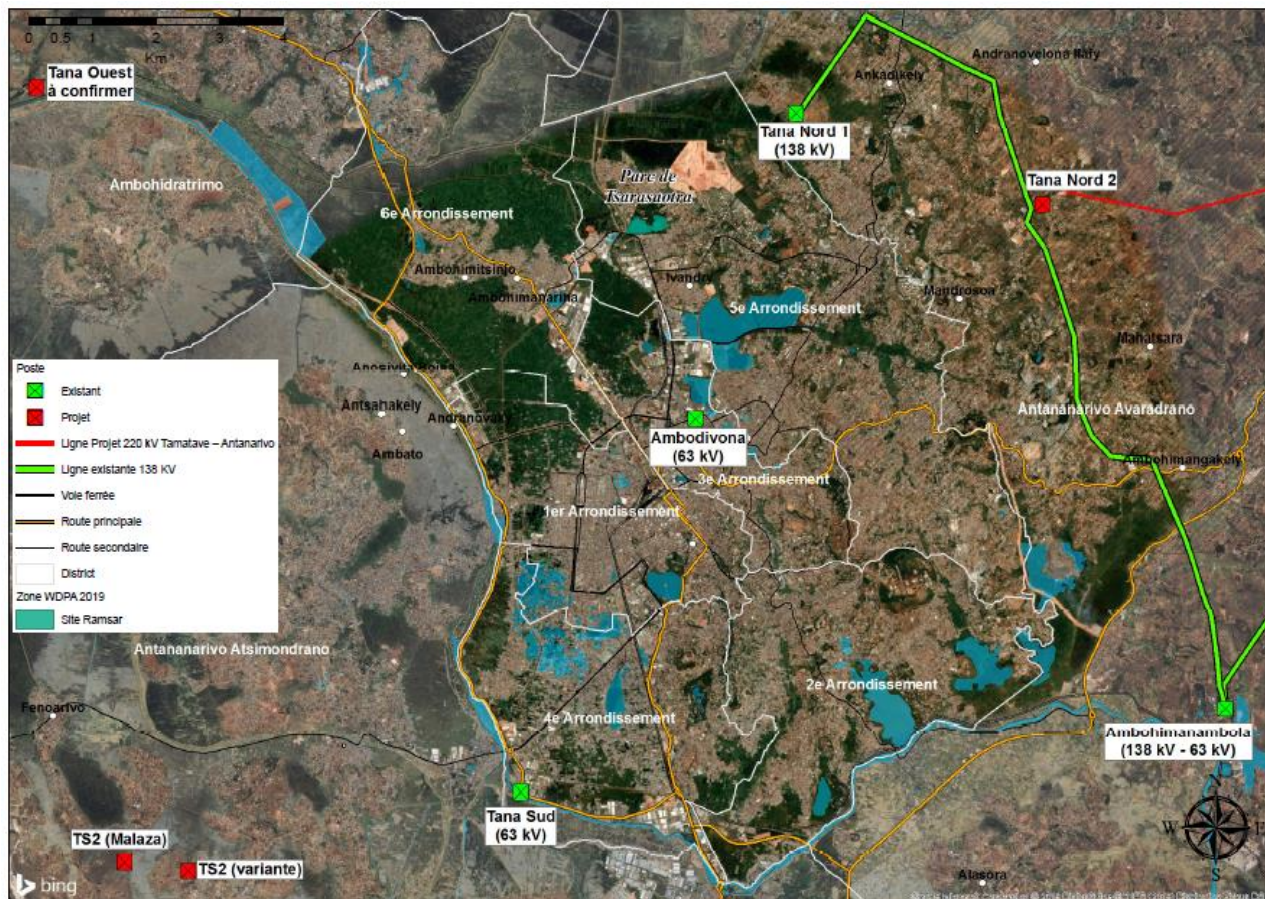 0 0.5 1 2 3 4
Km
Tana Ouest
à confirmer
Andranovelona Ilafy
Ankadikely
Tana Nord 1
(138 kV)
Parc de
Tsarasaotra
Tana Nord 2
Ambohidratrimo
6e Arrondissement
Ambohimitsinjo
Ambohimanarina
Ivandry
Mandrosoa
5e Arrondissement
Manatsara
Antsahakely
Andranovaky
Ambato
Antananarivo Avaradrano
Ambodivona
(63 kV)
Ambohimangakely
3e Arrondissement
1er Arrondissement
Poste
Existant
Projet
Ligne Projet 220 kV Tamatave – Antanarivo
Ligne existante 138 KV
Voie ferrée
Route principale
Route secondaire
District
Zone WDPA 2019
Site Ramsar
Antananarivo Atsimondrano
2e Arrondissement
Fenoarivo
4e Arrondissement
Ambohimanambola
(138 kV - 63 kV)
N
W E
S
Tana Sud
(63 kV)
TS2 (Malaza)
TS2 (variante)
Alasora
bing